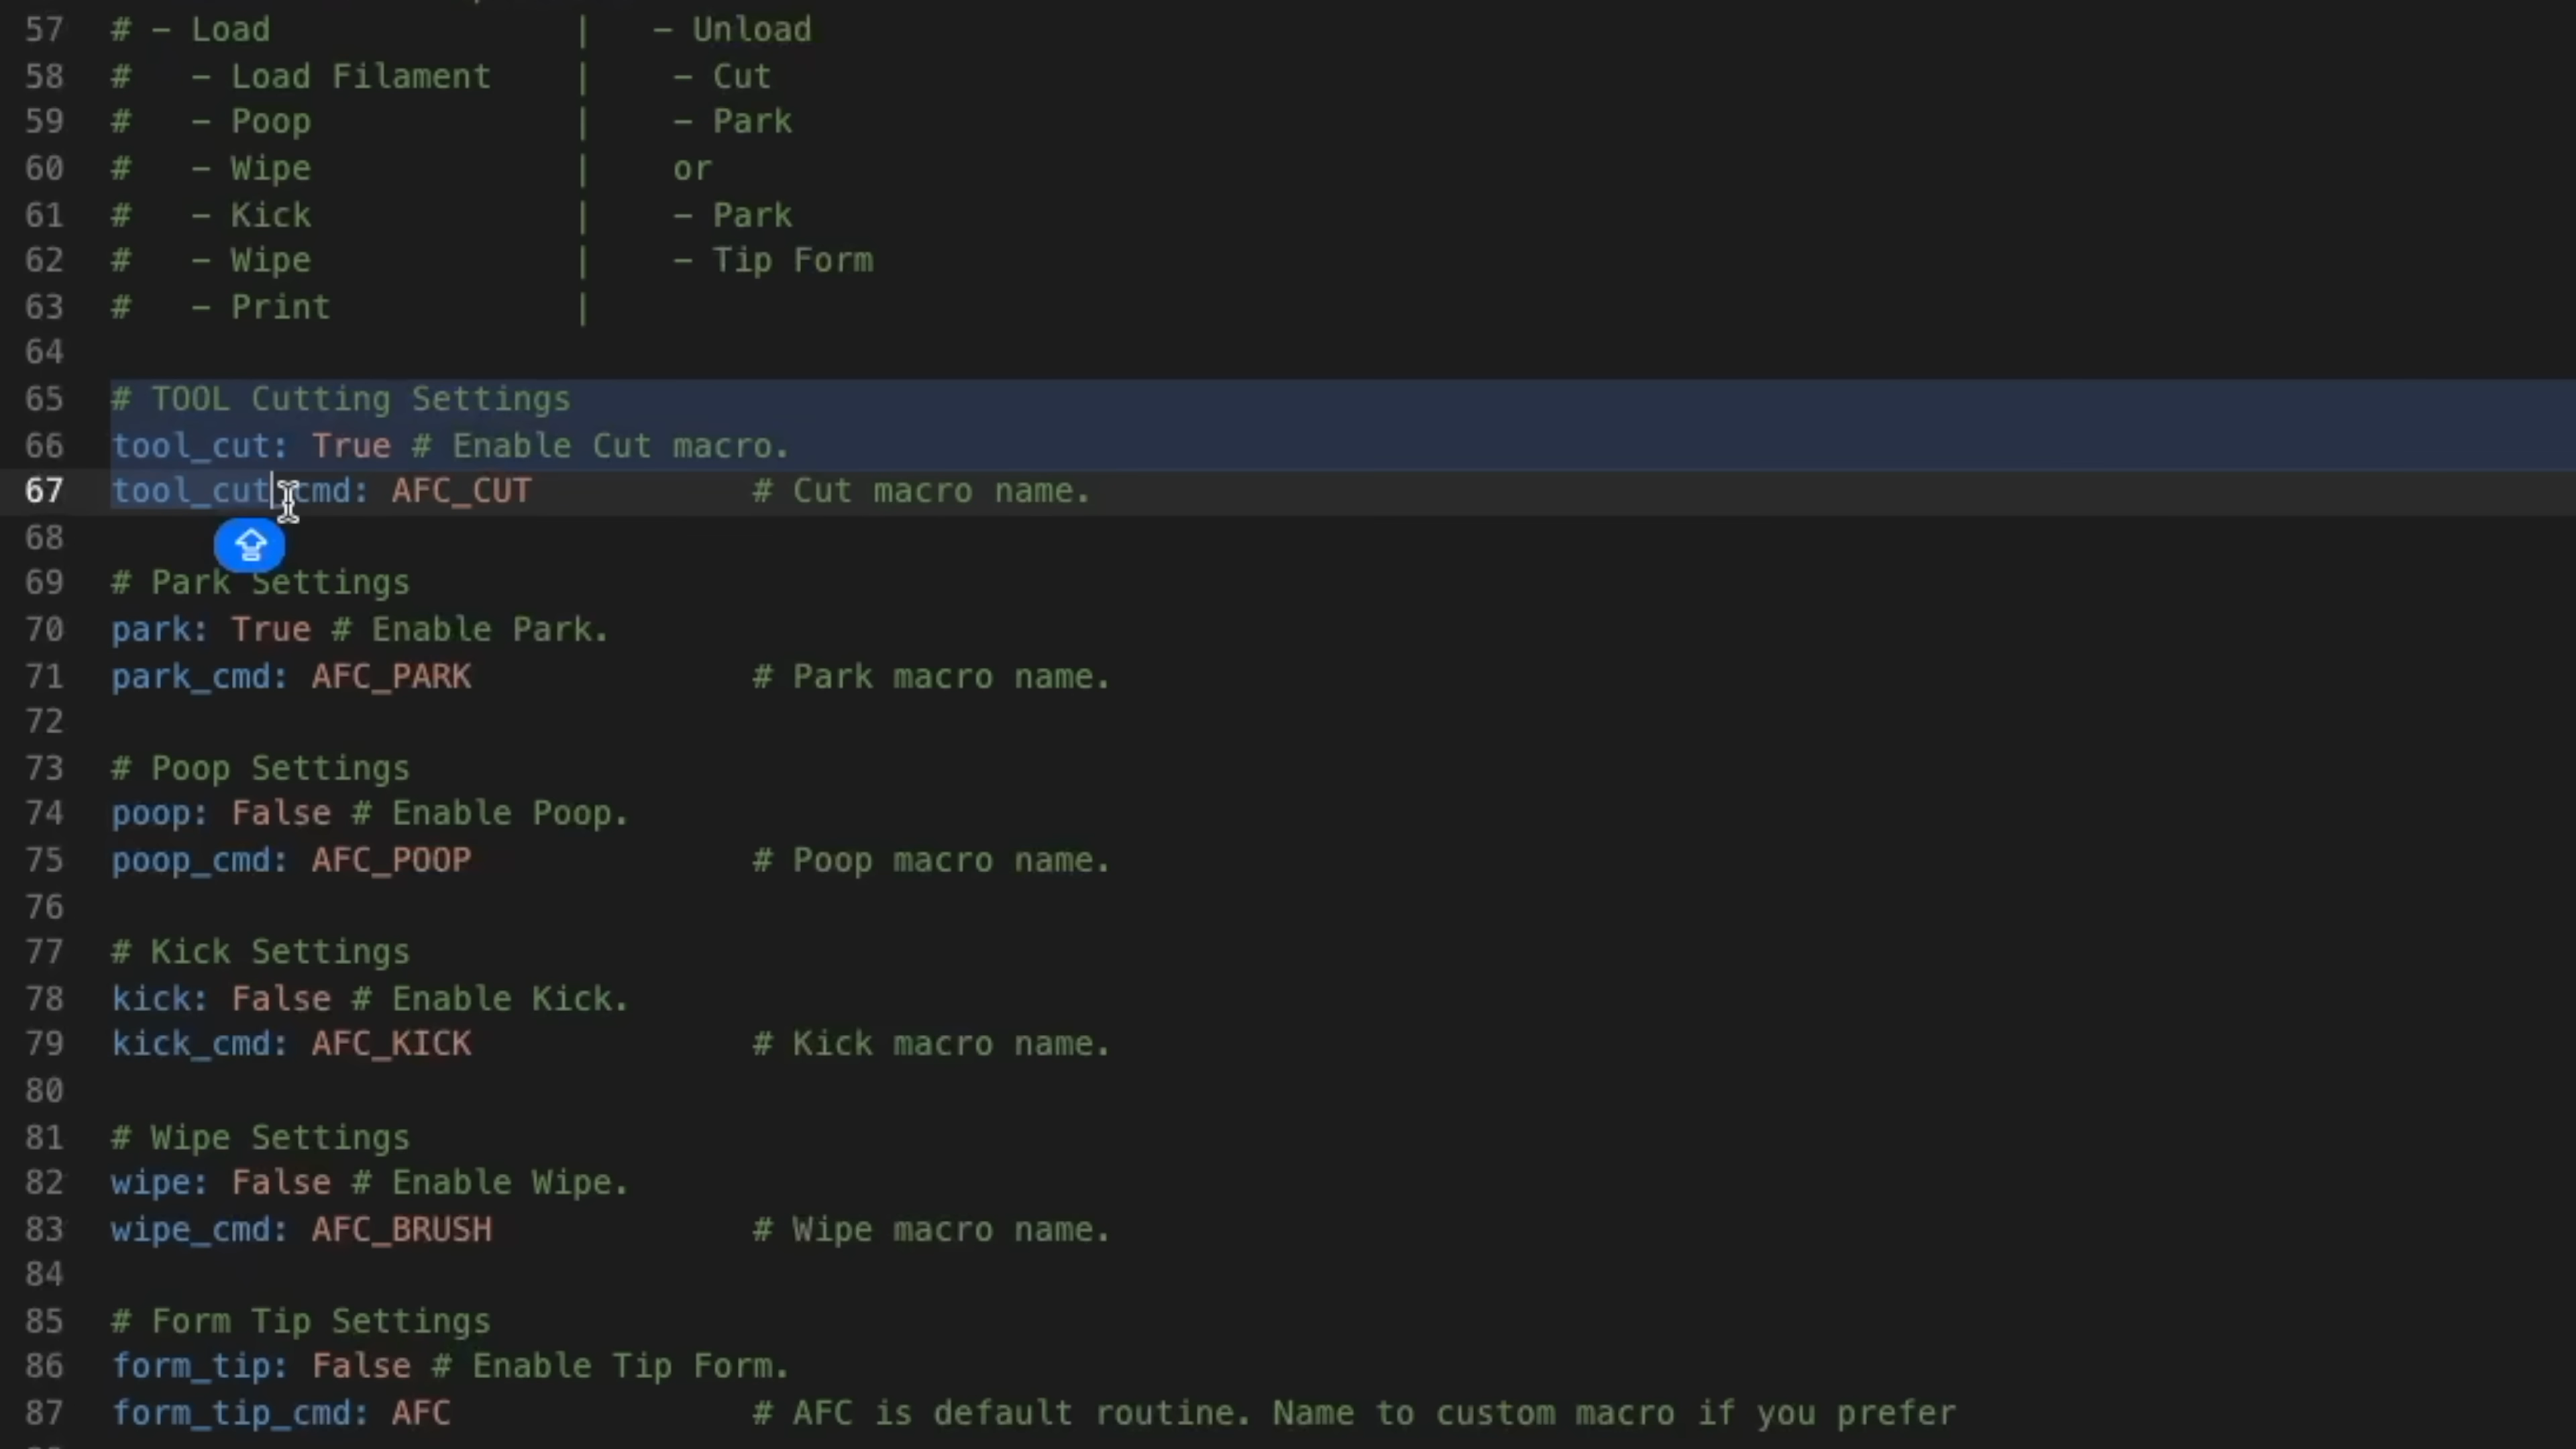 57 # – Load | – Unload
58 # – Load Filament | – Cut
59 # – Poop | – Park
60 # – Wipe | or
61 # – Kick | – Park
62 # – Wipe | – Tip Form
63 # – Print |
64
65 # TOOL Cutting Settings
66 tool_cut: True # Enable Cut macro.
67 tool_cut_cmd: AFC_CUT # Cut macro name.
68
69 # Park Settings
70 park: True # Enable Park.
71 park_cmd: AFC_PARK # Park macro name.
72
73 # Poop Settings
74 poop: False # Enable Poop.
75 poop_cmd: AFC_POOP # Poop macro name.
76
77 # Kick Settings
78 kick: False # Enable Kick.
79 kick_cmd: AFC_KICK # Kick macro name.
80
81 # Wipe Settings
82 wipe: False # Enable Wipe.
83 wipe_cmd: AFC_BRUSH # Wipe macro name.
84
85 # Form Tip Settings
86 form_tip: False # Enable Tip Form.
87 form_tip_cmd: AFC # AFC is default routine. Name to custom macro if you prefer